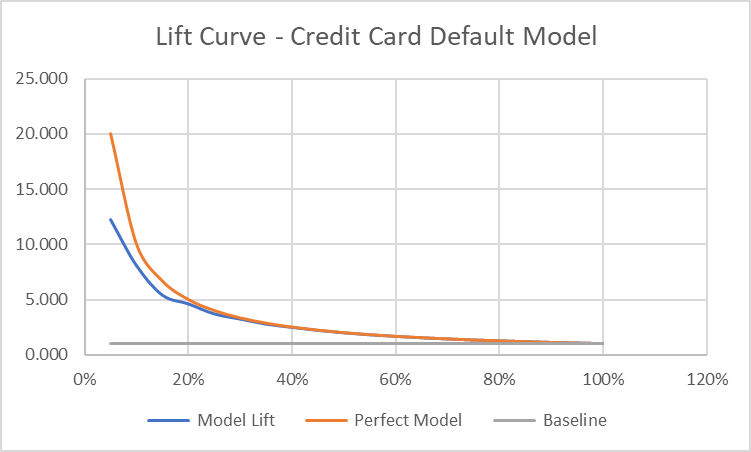 Lift Curve - Credit Card Default Model
25.000
20.000
15.000
10.000
5.000
0.000
0% 20% 40% 60% 80% 100% 120%
Model Lift Perfect Model Baseline